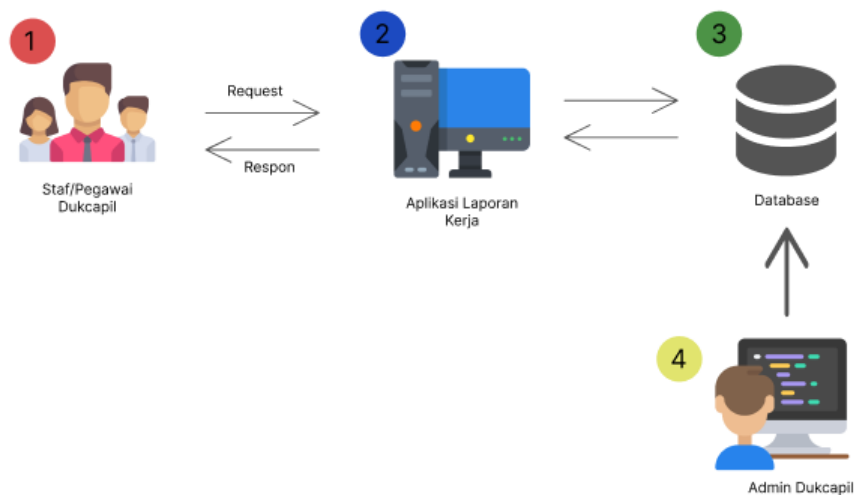 1
2
3
Request
Respon
Staf/Pegawai
Dukcapil
Aplikasi Laporan
Kerja
Database
4
Admin Dukcapil